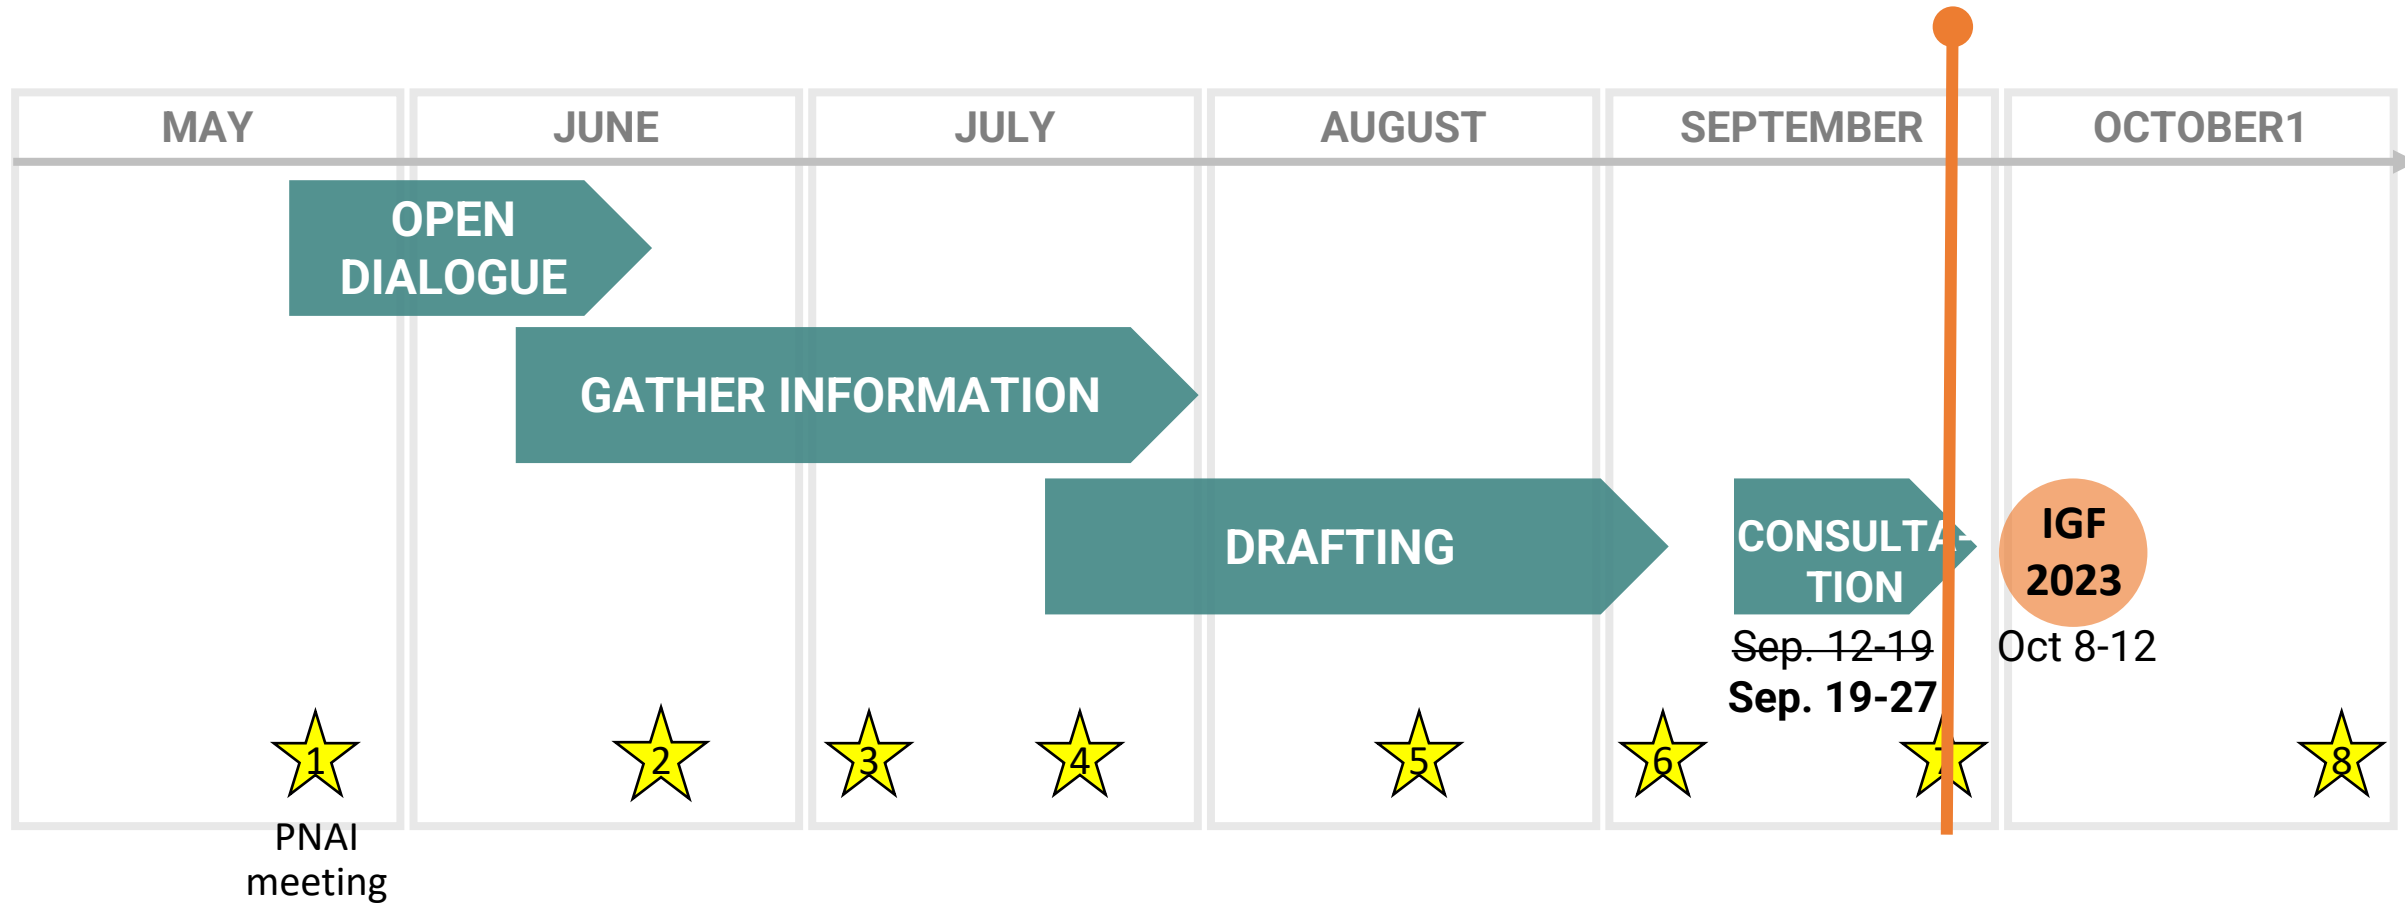 MAY
JUNE
JULY
AUGUST
SEPTEMBER
OCTOBER1
OPEN
DIALOGUE
GATHER INFORMATION
DRAFTING
CONSULTA-
TION
IGF
2023
Sep. 12-19
Oct 8-12
Sep. 19-27
1
2
3
4
5
6
7
8
PNAI
meeting